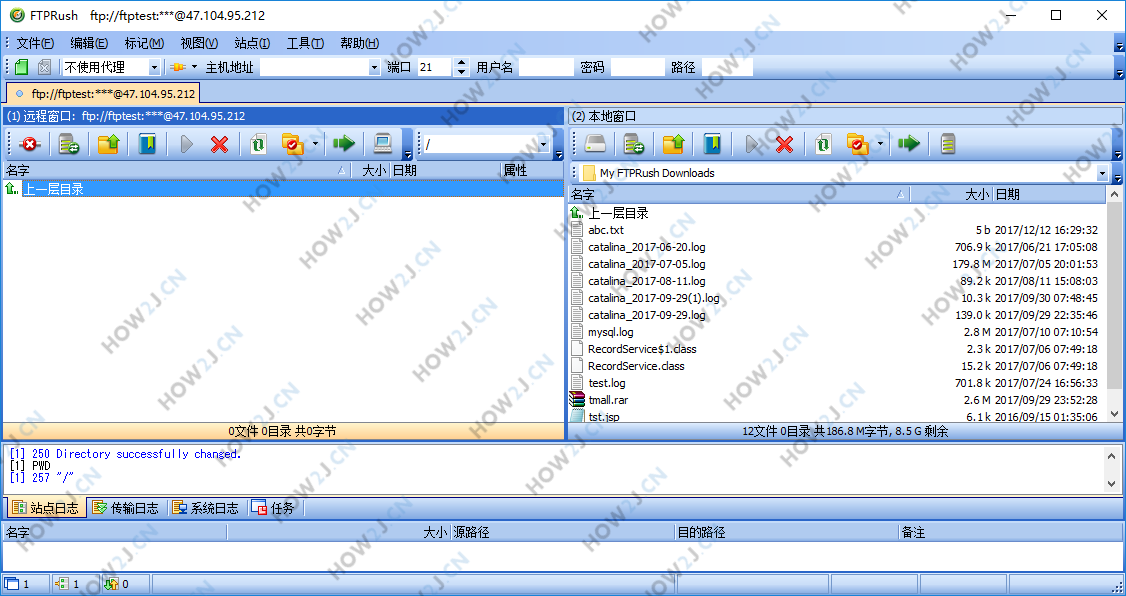 FTPRush ftp://ftptest:***@47.104.95.212
文件(F) 编辑(E) 标记(M) 视图(V) 站点(I) 工具(T) 帮助(H)
不使用代理 主机地址 端口 21 用户名 密码 路径
ftp://ftptest:***@47.104.95.212
(1) 远程窗口: ftp://ftptest:***@47.104.95.212
/
名字 大小 日期 属性
上一层目录
0文件 0目录 共0字节
(2) 本地窗口
My FTPRush Downloads
名字 大小 日期
上一层目录
abc.txt 5 b 2017/12/12 16:29:32
catalina_2017-06-20.log 706.9 k 2017/06/21 17:05:08
catalina_2017-07-05.log 179.8 M 2017/07/05 20:01:53
catalina_2017-08-11.log 89.2 k 2017/08/11 15:08:03
catalina_2017-09-29(1).log 10.3 k 2017/09/30 07:48:45
catalina_2017-09-29.log 139.0 k 2017/09/29 22:35:46
mysql.log 2.8 M 2017/07/10 07:10:54
RecordService$1.class 2.3 k 2017/07/06 07:49:18
RecordService.class 15.2 k 2017/07/06 07:49:18
test.log 701.8 k 2017/07/24 16:56:33
tmall.rar 2.6 M 2017/09/29 23:52:28
tst.jsp 6.1 k 2016/09/15 01:35:06
12文件 0目录 共186.8 M字节, 8.5 G 剩余
[1] 250 Directory successfully changed.
[1] PWD
[1] 257 "/"
站点日志 传输日志 系统日志 任务
名字 大小 源路径 目的路径 备注
1 1 0
HOW2J.CN